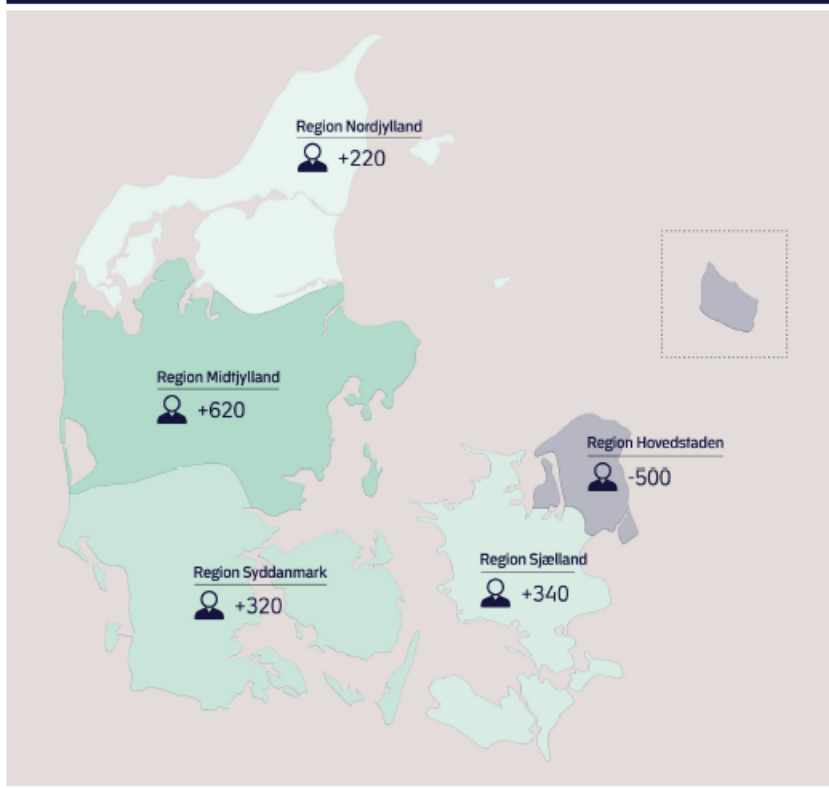 Region Nordjylland
+220
Region Midtjylland
+620
Region Hovedstaden
-500
Region Sjælland
+340
Region Syddanmark
+320